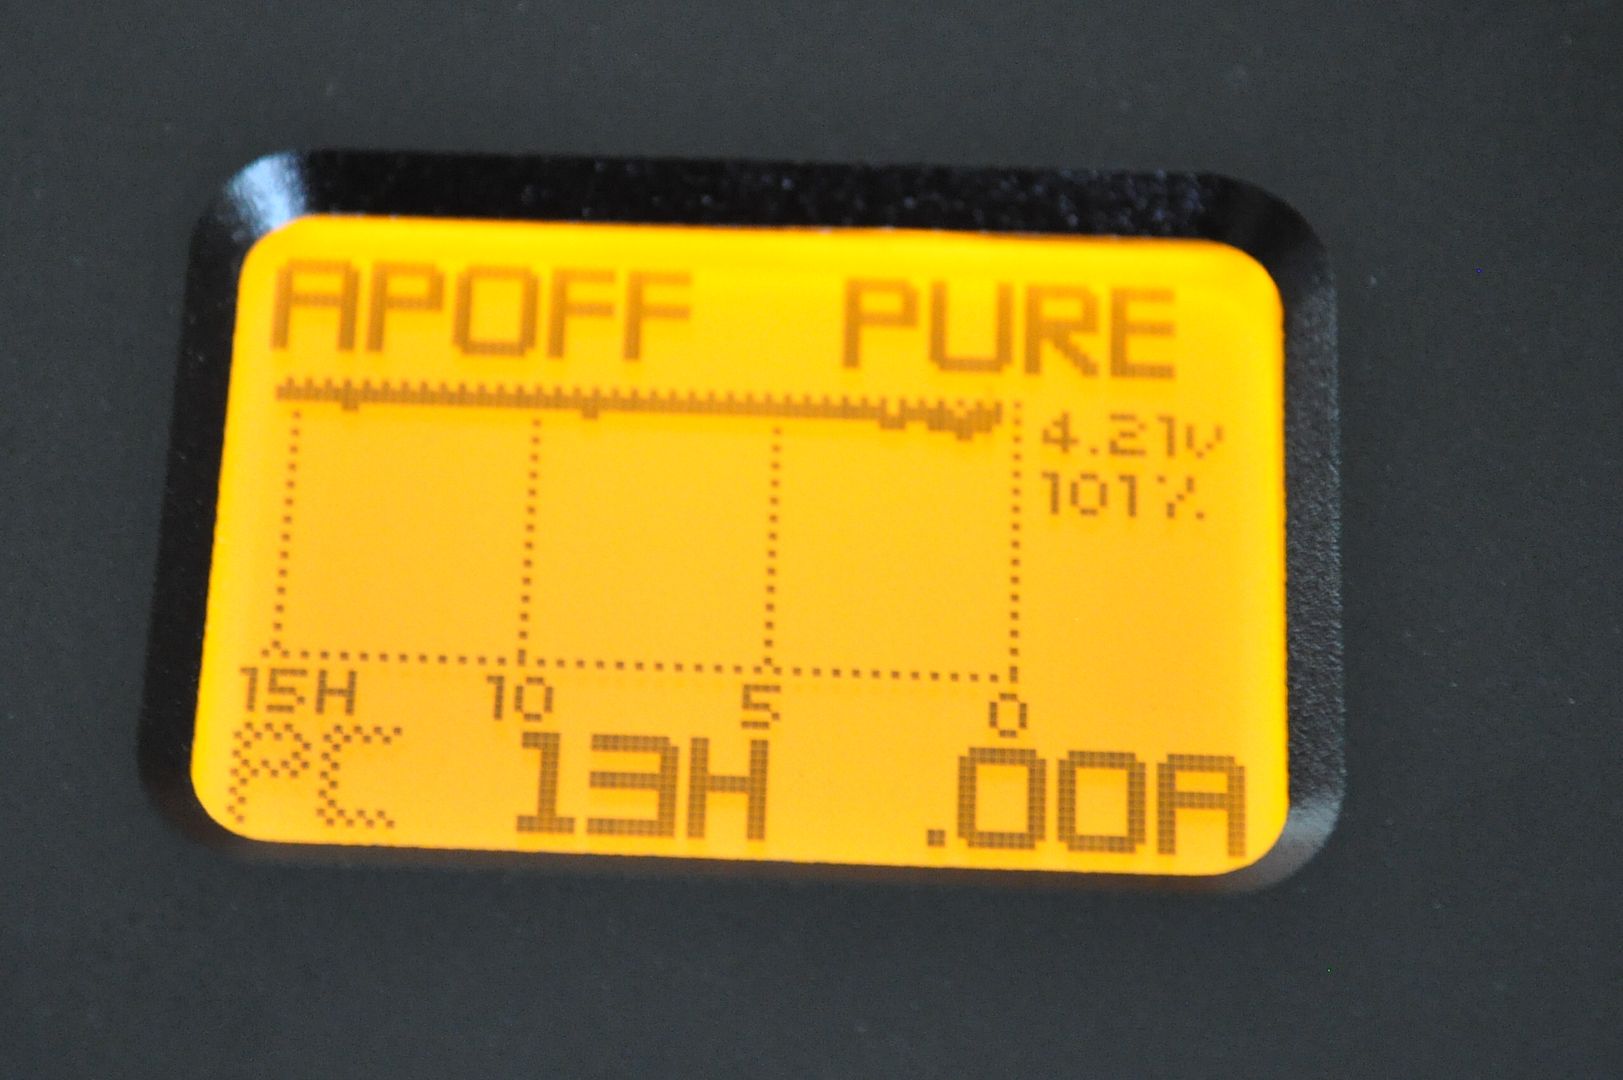 APOFF PURE
4.21v
101%
15H 10 5 0
PC 13H .00A